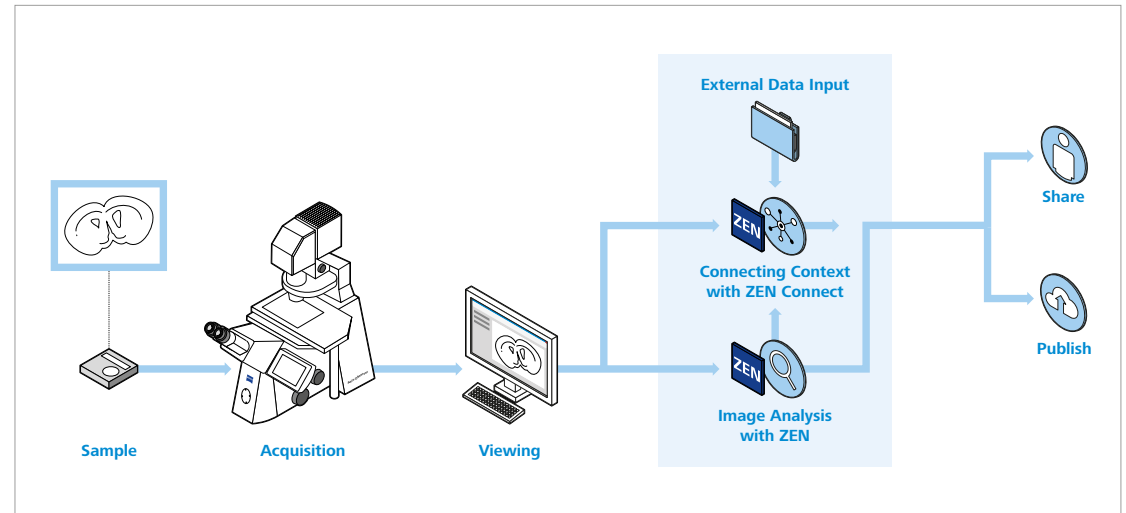 External Data Input
ZEN
Connecting Context
with ZEN Connect
Share
ZEN
Image Analysis
with ZEN
Publish
Sample
Acquisition
Viewing